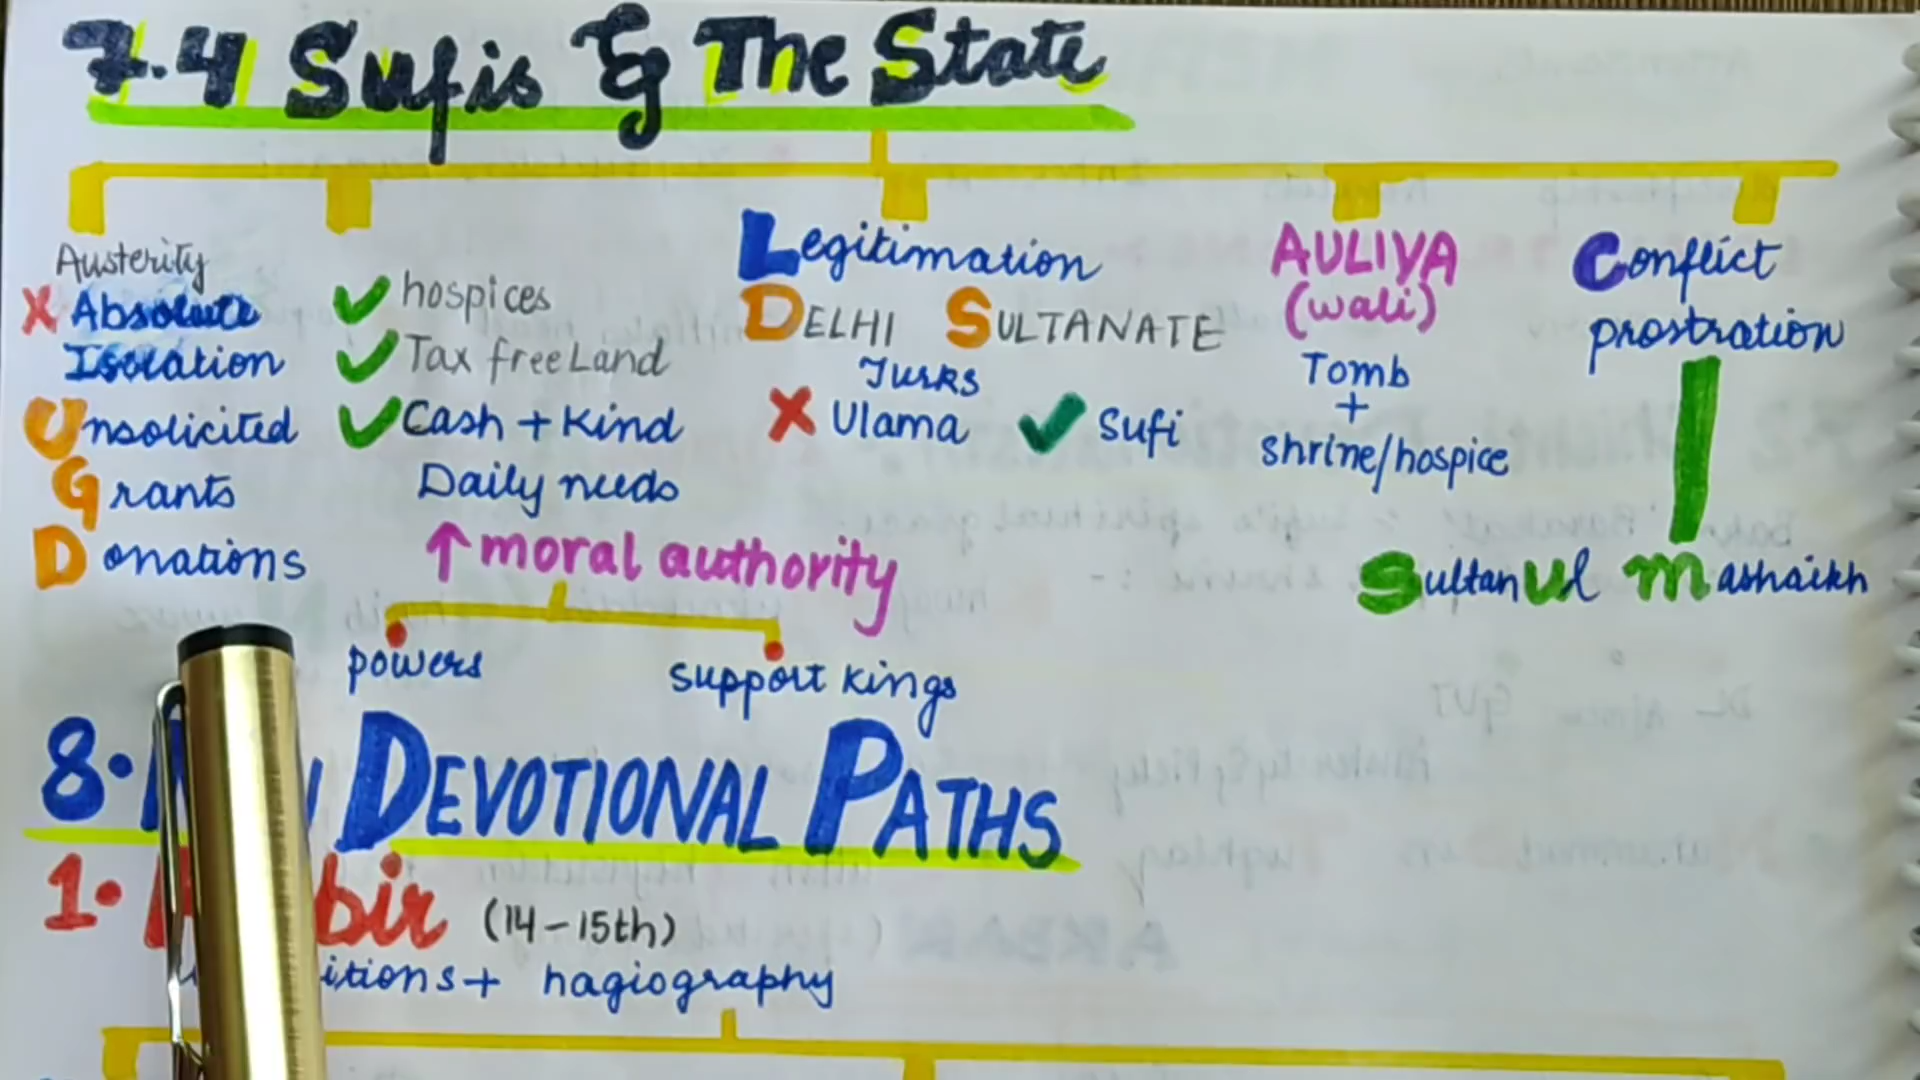 7.4 Sufis & The State
Austerity
X Absolute
Isolation
Unsolicited
Grants
Donations
✓ hospices
✓ Tax free Land
✓ Cash + Kind
Daily needs
↑ moral authority
powers
support kings
Legitimation
DELHI SULTANATE
Turks
X Ulama ✓ Sufi
AULIYA
(wali)
Tomb
+
Shrine/hospice
Conflict
prostration
Sultan Ul Mashaikh
8. DEVOTIONAL PATHS
1. bir (14-15th)
itions + hagiography